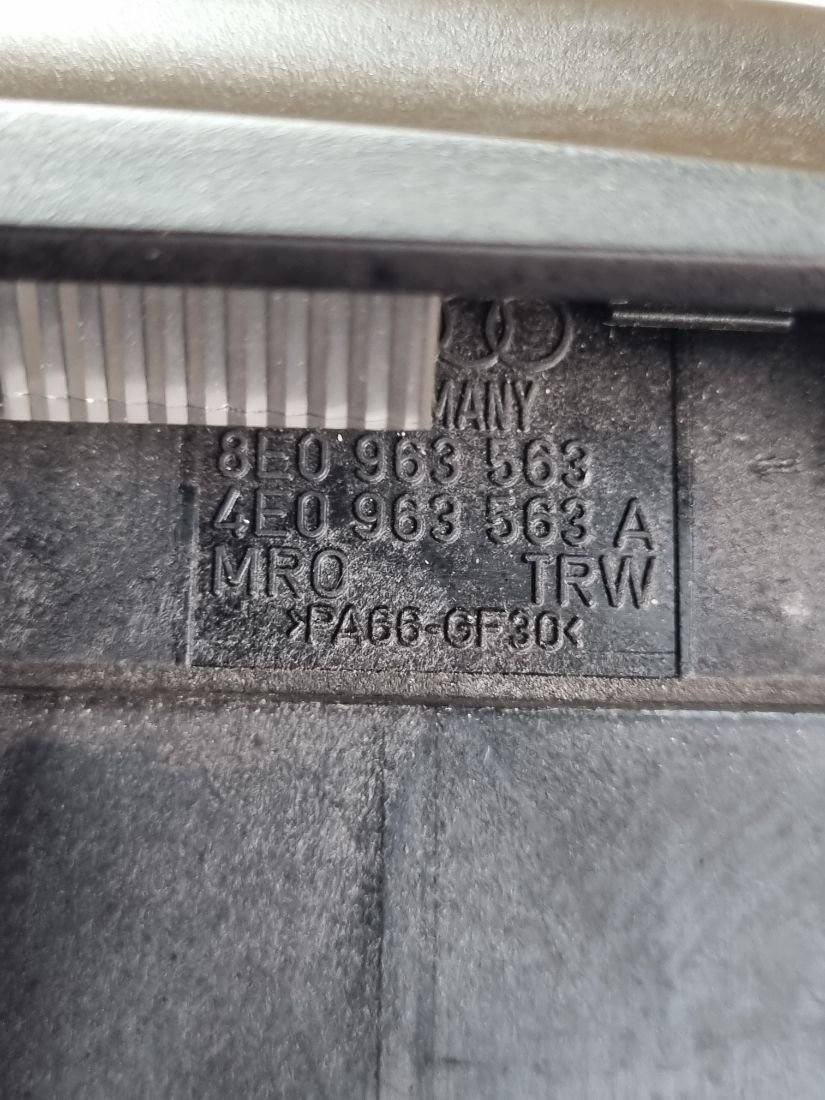 MANY
8E0 963 563
4E0 963 563 A
MRO TRW
>PA66-GF30<